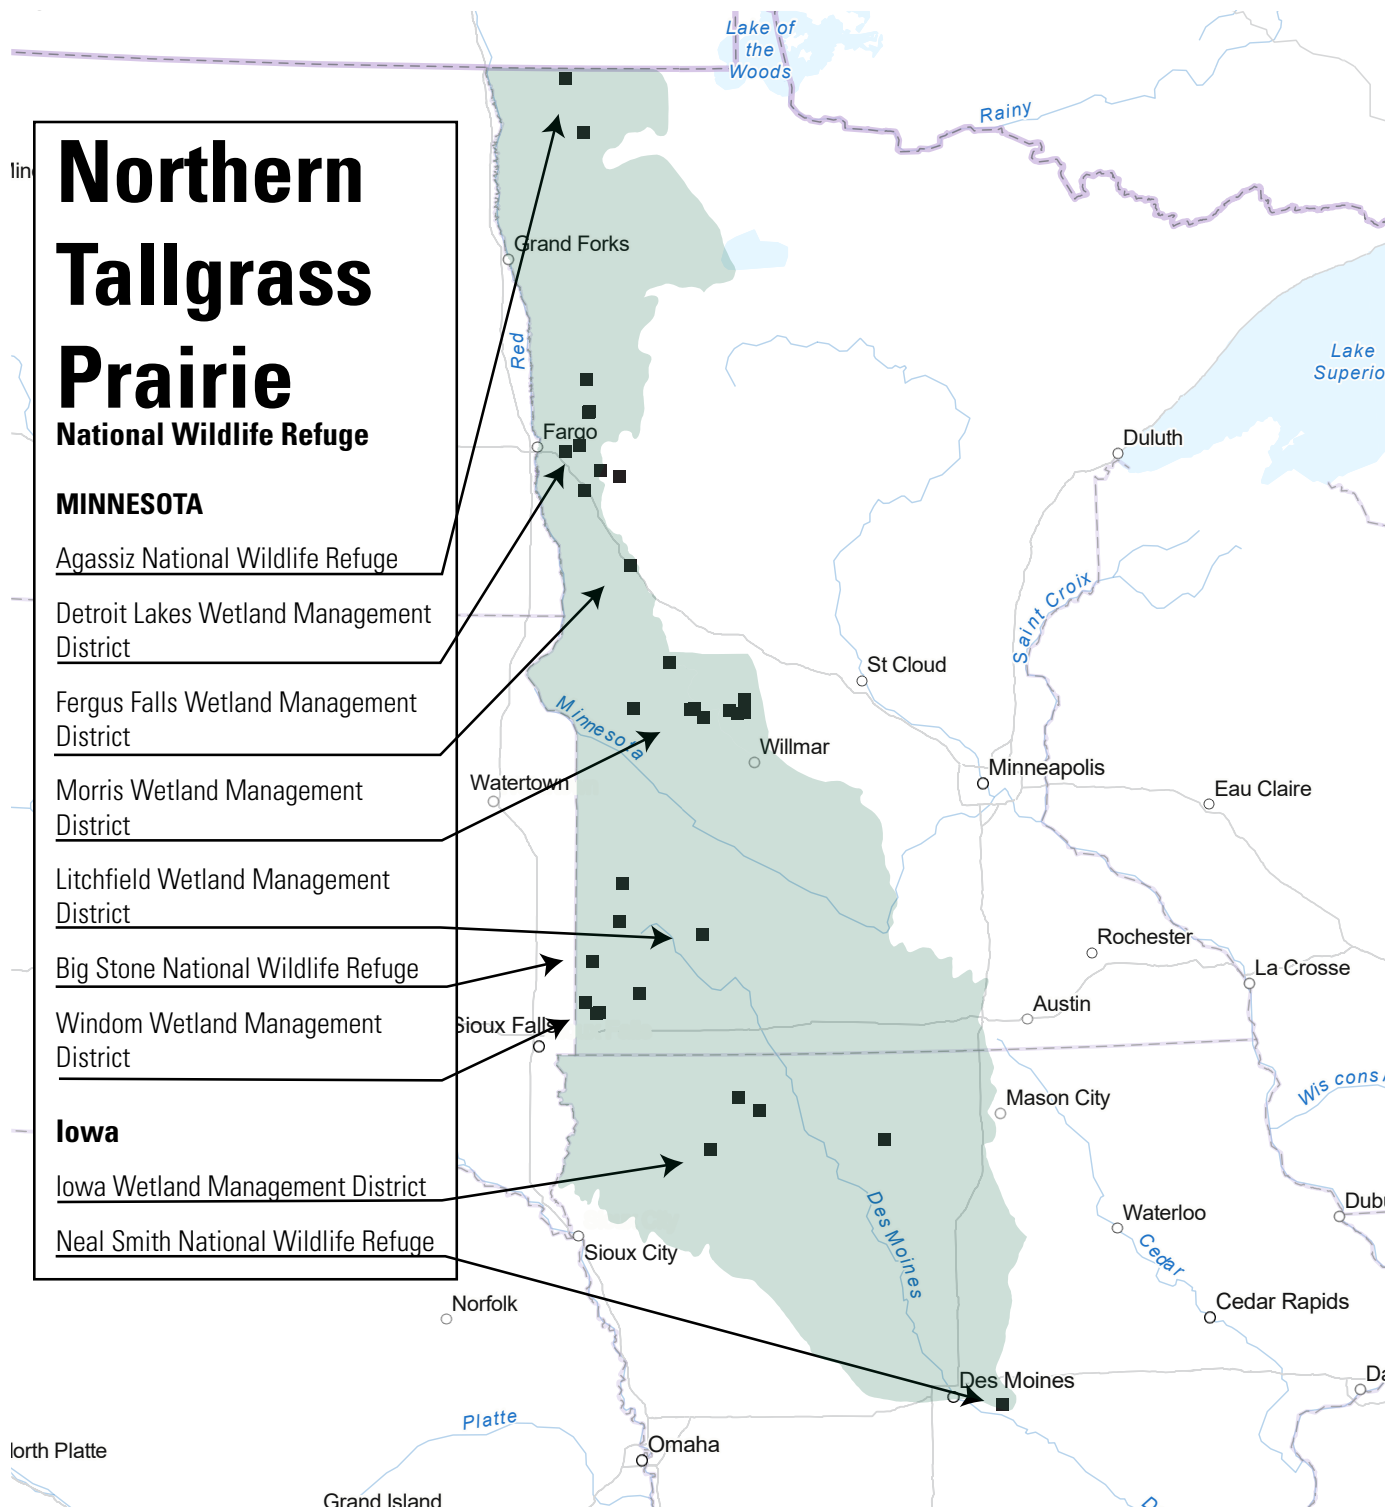 Northern
Tallgrass
Prairie
National Wildlife Refuge
MINNESOTA
Agassiz National Wildlife Refuge
Detroit Lakes Wetland Management
District
Fergus Falls Wetland Management
District
Morris Wetland Management
District
Litchfield Wetland Management
District
Big Stone National Wildlife Refuge
Windom Wetland Management
District
Iowa
Iowa Wetland Management District
Neal Smith National Wildlife Refuge
Lake of
the
Woods
Rainy
Grand Forks
Red
Lake
Superio
Fargo
Duluth
Saint Croix
St Cloud
Minnesota
Willmar
Minneapolis
Watertown
Eau Claire
Rochester
La Crosse
Austin
Sioux Falls
Mason City
Wiscons
Des Moines
Waterloo
Dubu
Cedar
Sioux City
Norfolk
Cedar Rapids
Des Moines
Da
Platte
Omaha
orth Platte
Grand Island
D